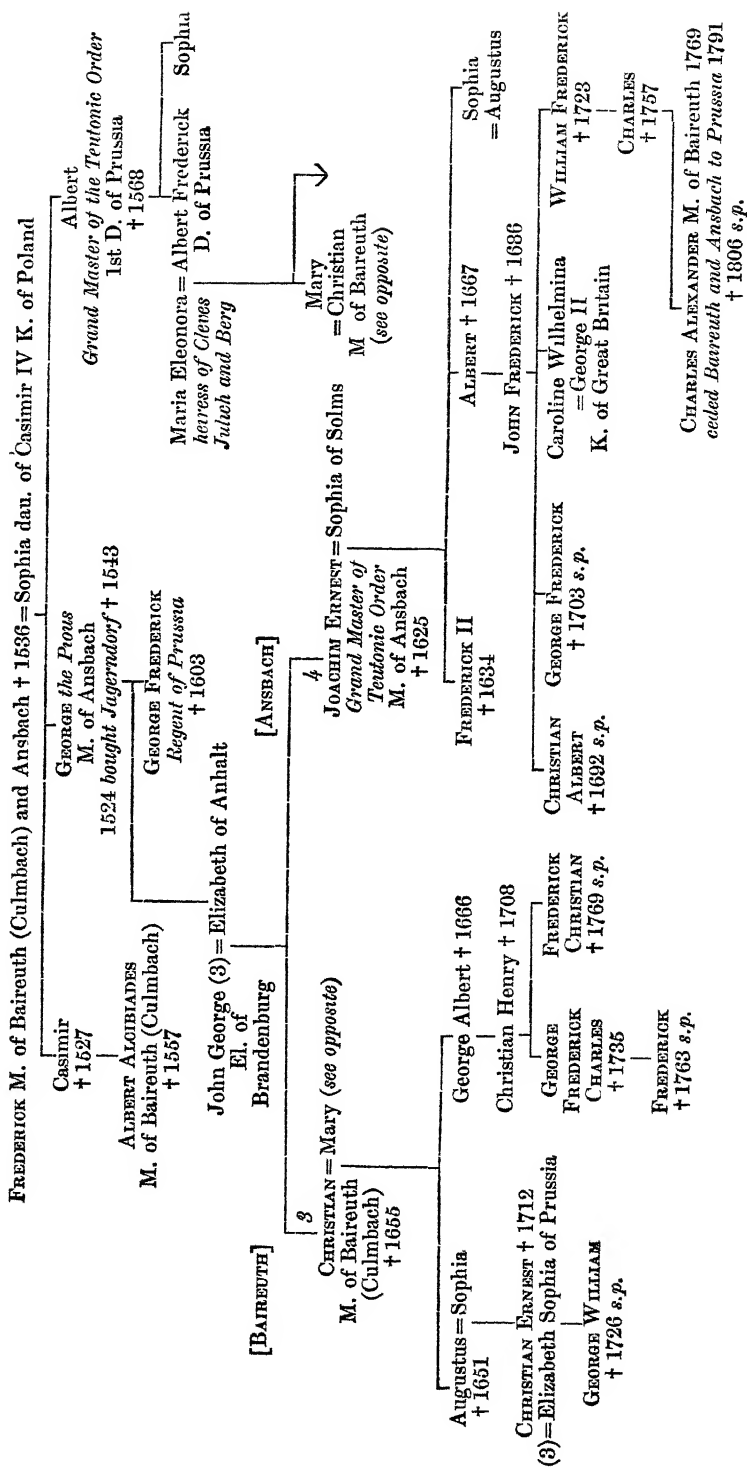 FREDERICK M. of Baireuth (Culmbach) and Ansbach † 1536 = Sophia dau. of Casimir IV K. of Poland
Casimir
† 1527
ALBERT ALCIBIADES
M. of Baireuth (Culmbach)
† 1557
GEORGE the Pious
M. of Ansbach
1524 bought Jagerndorf † 1543
GEORGE FREDERICK
Regent of Prussia
† 1603
Albert
Grand Master of the Teutonic Order
1st D. of Prussia
† 1568
Maria Eleonora = Albert Frederick
heiress of Cleves
Julich and Berg
D. of Prussia
Sophia
Mary
= Christian
M of Baireuth
(see opposite)
John George (3) = Elizabeth of Anhalt
El. of
Brandenburg
[BAIREUTH]
3
CHRISTIAN = Mary (see opposite)
M. of Baireuth
(Culmbach)
† 1655
[ANSBACH]
4
JOACHIM ERNEST = Sophia of Solms
Grand Master of
Teutonic Order
M. of Ansbach
† 1625
Augustus = Sophia
† 1651
CHRISTIAN ERNEST † 1712
(3) = Elizabeth Sophia of Prussia
GEORGE WILLIAM
† 1726 s.p.
George Albert † 1666
Christian Henry † 1708
GEORGE
FREDERICK
CHARLES
† 1735
FREDERICK
† 1763 s.p.
FREDERICK
CHRISTIAN
† 1769 s.p.
FREDERICK II
† 1634
ALBERT † 1667
Sophia
= Augustus
JOHN FREDERICK † 1686
CHRISTIAN
ALBERT
† 1692 s.p.
GEORGE FREDERICK
† 1703 s.p.
Caroline Wilhelmina
= George II
K. of Great Britain
WILLIAM FREDERICK
† 1723
CHARLES
† 1757
CHARLES ALEXANDER M. of Baireuth 1769
ceded Baireuth and Ansbach to Prussia 1791
† 1806 s.p.